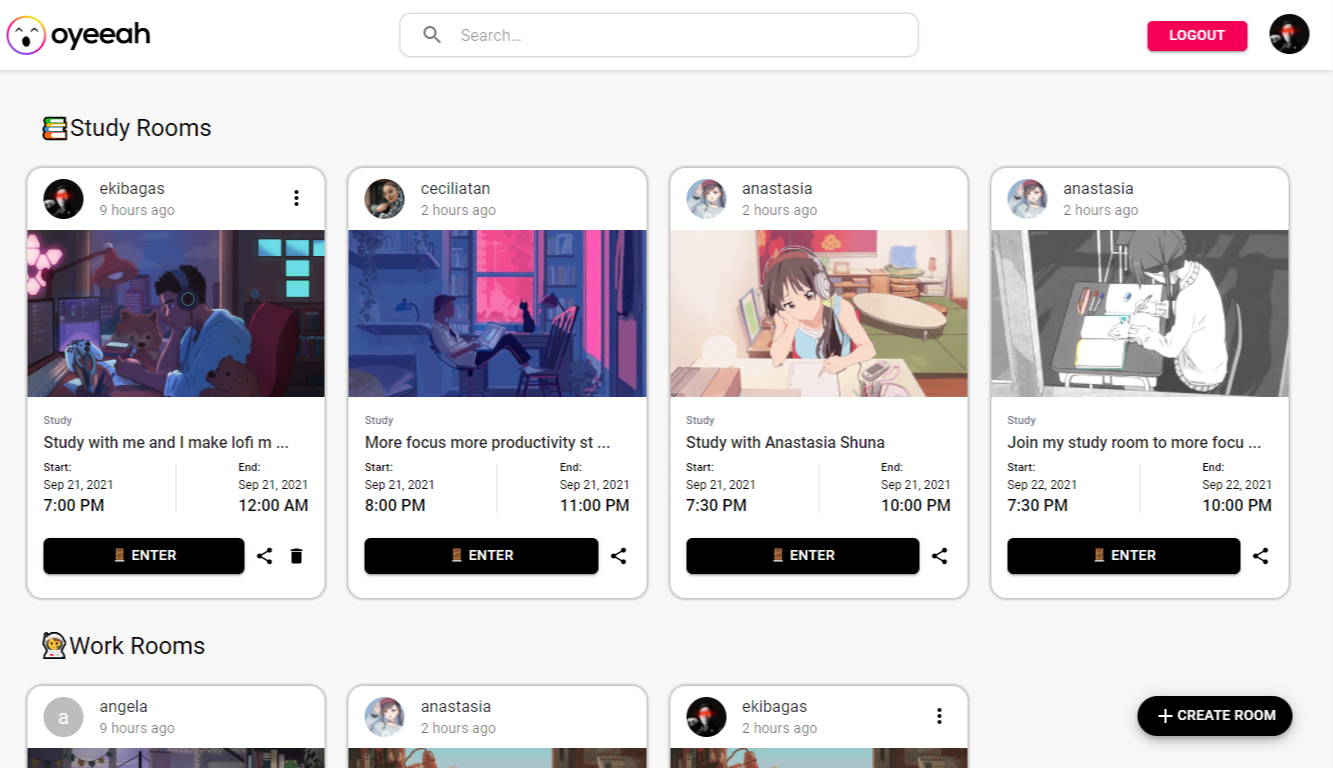 oyeeah
Search...
LOGOUT
Study Rooms
ekibagas
9 hours ago
Study
Study with me and I make lofi m ...
Start:
Sep 21, 2021
7:00 PM
End:
Sep 21, 2021
12:00 AM
ENTER
ceciliatan
2 hours ago
Study
More focus more productivity st ...
Start:
Sep 21, 2021
8:00 PM
End:
Sep 21, 2021
11:00 PM
ENTER
anastasia
2 hours ago
Study
Study with Anastasia Shuna
Start:
Sep 21, 2021
7:30 PM
End:
Sep 21, 2021
10:00 PM
ENTER
anastasia
2 hours ago
Study
Join my study room to more focu ...
Start:
Sep 22, 2021
7:30 PM
End:
Sep 22, 2021
10:00 PM
ENTER
Work Rooms
a
angela
9 hours ago
anastasia
2 hours ago
ekibagas
2 hours ago
CREATE ROOM